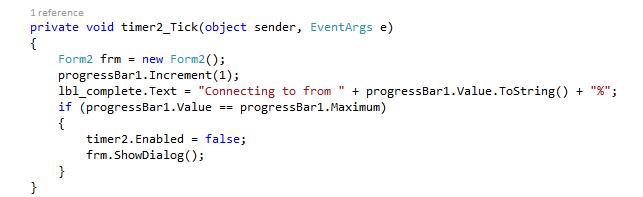 1 reference
private void timer2_Tick(object sender, EventArgs e)
{
Form2 frm = new Form2();
progressBar1.Increment(1);
lbl_complete.Text = "Connecting to from " + progressBar1.Value.ToString() + "%";
if (progressBar1.Value == progressBar1.Maximum)
{
timer2.Enabled = false;
frm.ShowDialog();
}
}